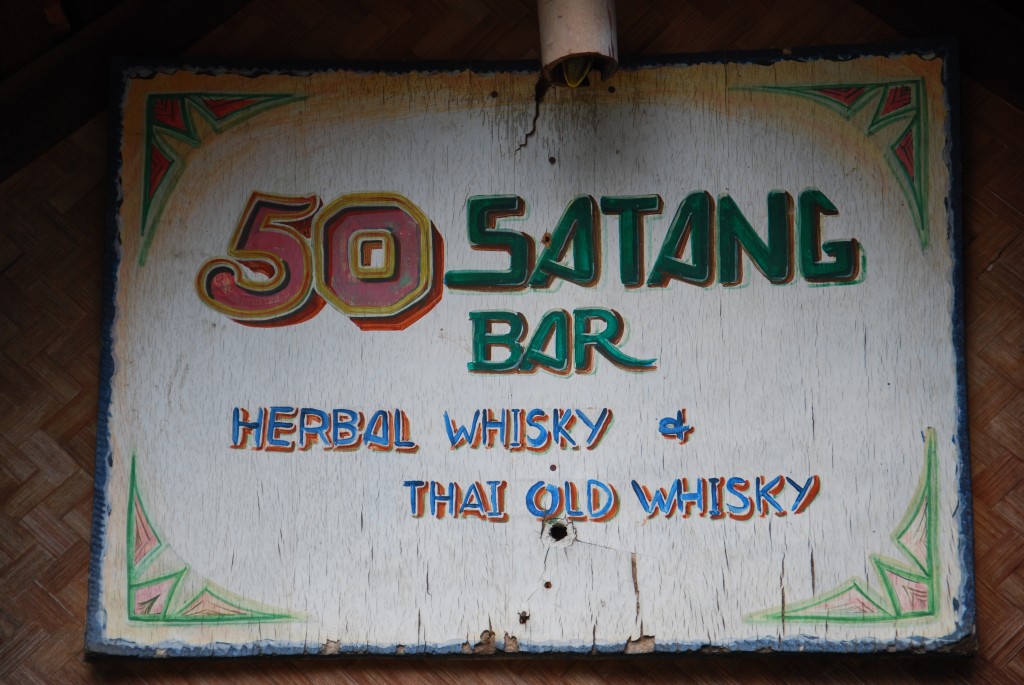 50 SATANG
BAR
HERBAL WHISKY &
THAI OLD WHISKY